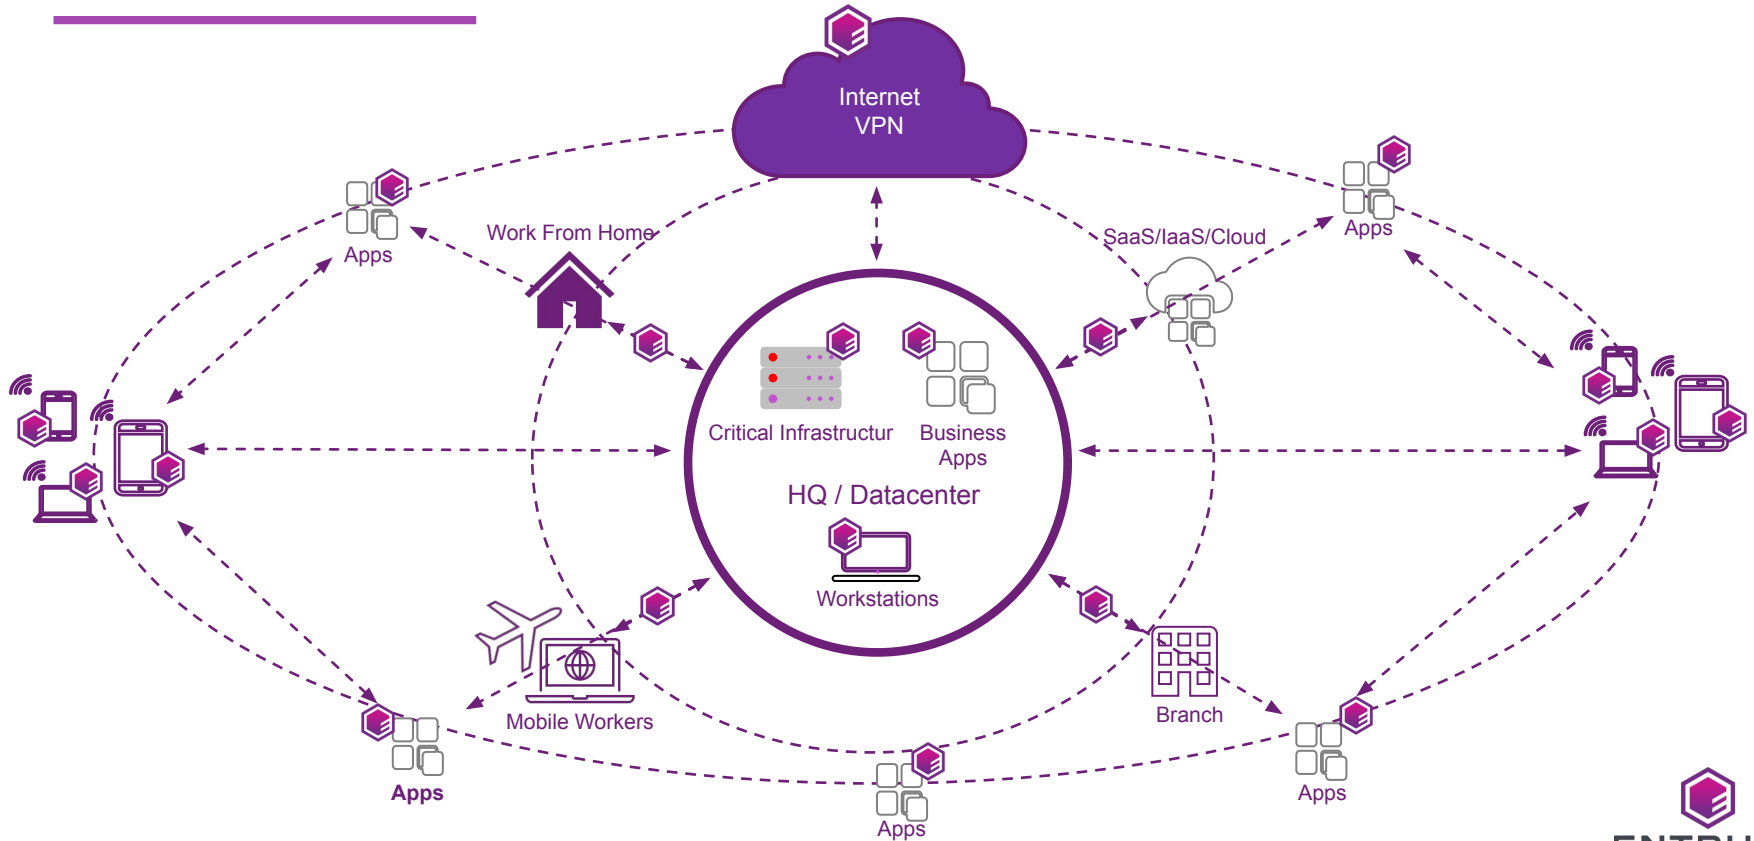 Internet
VPN
Work From Home
SaaS/IaaS/Cloud
Apps
Apps
Critical Infrastructur
Business
Apps
HQ / Datacenter
Workstations
Mobile Workers
Branch
Apps
Apps
Apps